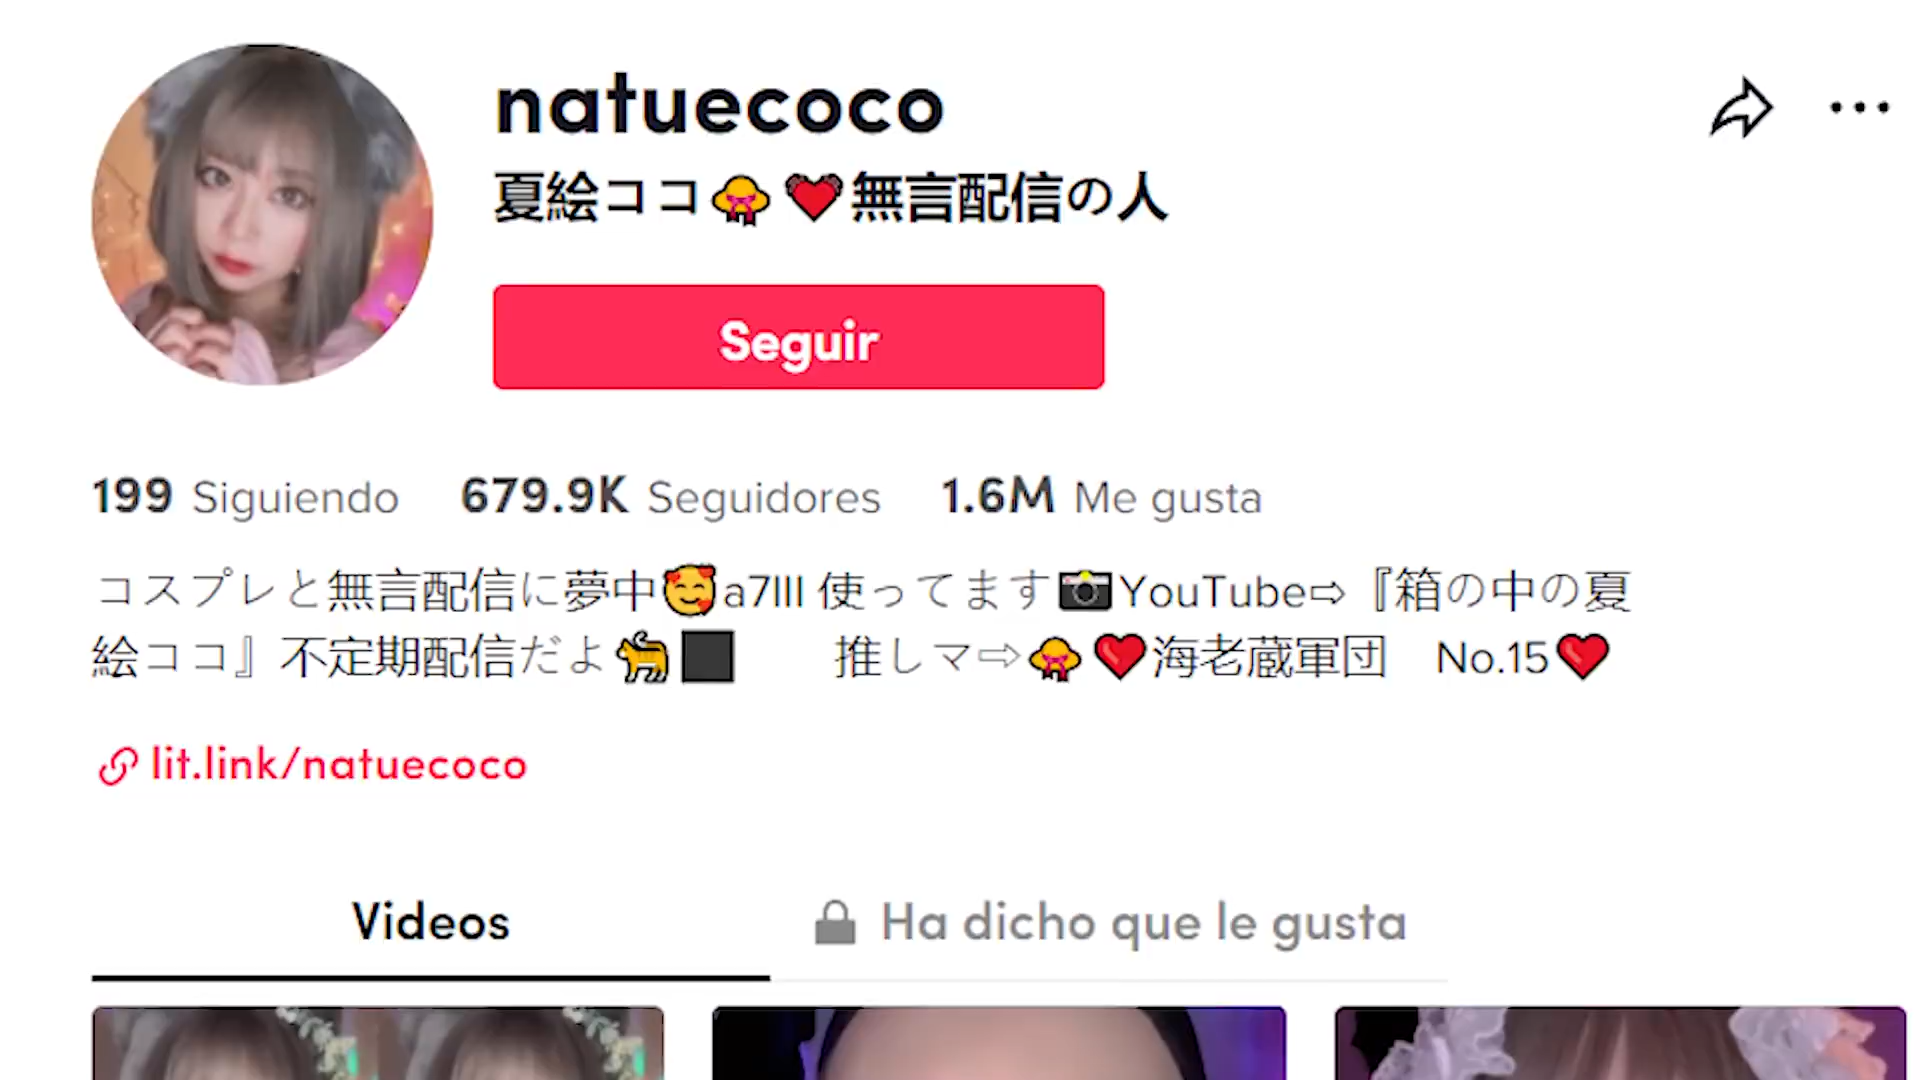 natuecoco
夏絵ココ👒💘無言配信の人
Seguir
199 Siguiendo 679.9K Seguidores 1.6M Me gusta
コスプレと無言配信に夢中🥰a7III 使ってます📸YouTube⇨『箱の中の夏
絵ココ』不定期配信だよ🐈⬛ 推しマ⇨👒❤️海老蔵軍団 No.15❤️
lit.link/natuecoco
Videos Ha dicho que le gusta